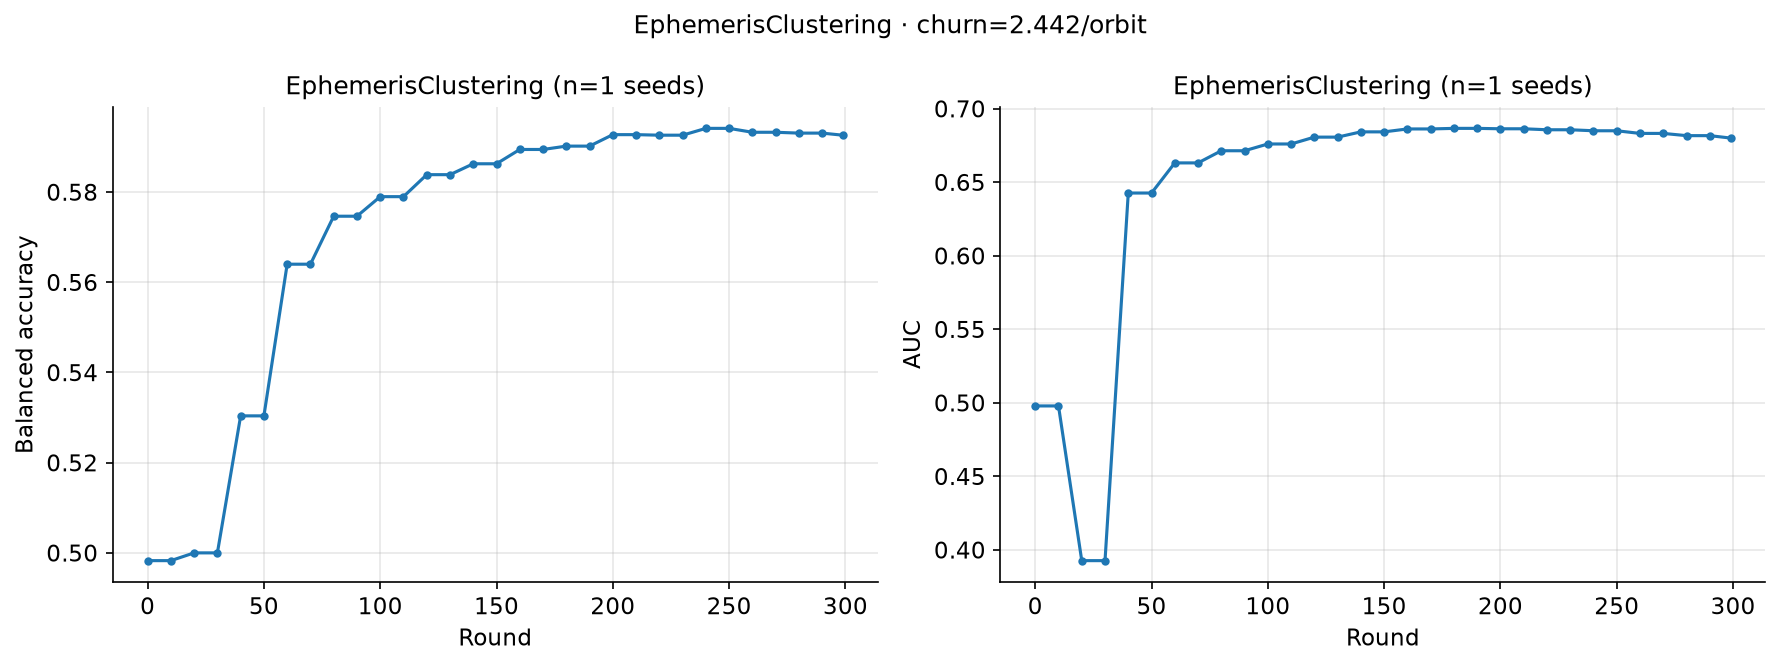 EphemerisClustering · churn=2.442/orbit
EphemerisClustering (n=1 seeds)
Balanced accuracy
0.58
0.56
0.54
0.52
0.50
0 50 100 150 200 250 300
Round
EphemerisClustering (n=1 seeds)
AUC
0.70
0.65
0.60
0.55
0.50
0.45
0.40
0 50 100 150 200 250 300
Round